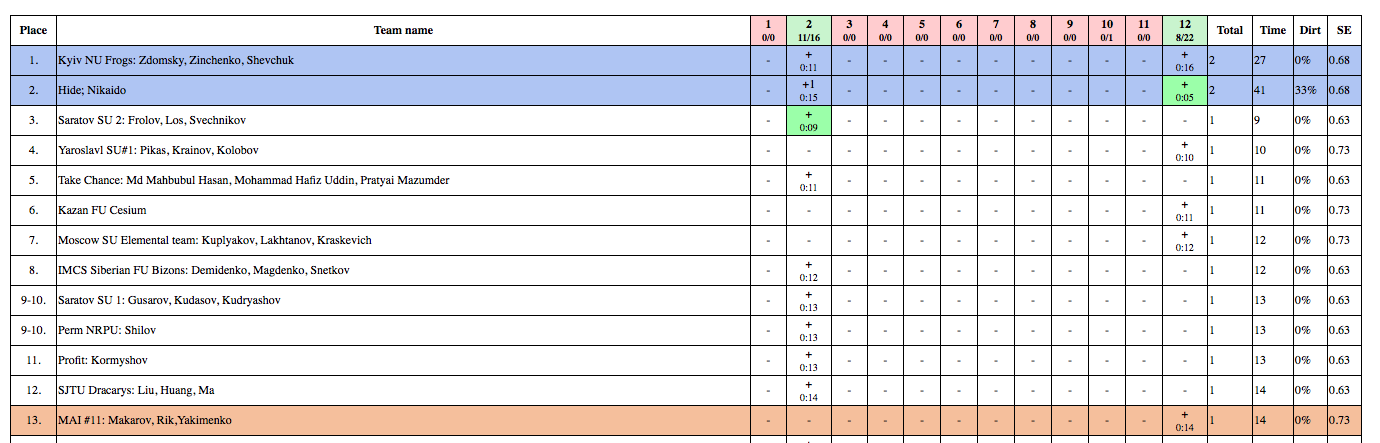 Place Team name 1 2 3 4 5 6 7 8 9 10 11 12 Total Time Dirt SE
0/0 11/16 0/0 0/0 0/0 0/0 0/0 0/0 0/0 0/1 0/0 8/22
1. Kyiv NU Frogs: Zdomsky, Zinchenko, Shevchuk - + - - - - - - - - - + 2 27 0% 0.68
0:11 0:16
2. Hide; Nikaido - +1 - - - - - - - - - + 2 41 33% 0.68
0:15 0:05
3. Saratov SU 2: Frolov, Los, Svechnikov - + - - - - - - - - - - 1 9 0% 0.63
0:09
4. Yaroslavl SU#1: Pikas, Krainov, Kolobov - - - - - - - - - - - + 1 10 0% 0.73
0:10
5. Take Chance: Md Mahbubul Hasan, Mohammad Hafiz Uddin, Pratyai Mazumder - + - - - - - - - - - - 1 11 0% 0.63
0:11
6. Kazan FU Cesium - - - - - - - - - - - + 1 11 0% 0.73
0:11
7. Moscow SU Elemental team: Kuplyakov, Lakhtanov, Kraskevich - - - - - - - - - - - + 1 12 0% 0.73
0:12
8. IMCS Siberian FU Bizons: Demidenko, Magdenko, Snetkov - + - - - - - - - - - - 1 12 0% 0.63
0:12
9-10. Saratov SU 1: Gusarov, Kudasov, Kudryashov - + - - - - - - - - - - 1 13 0% 0.63
0:13
9-10. Perm NRPU: Shilov - + - - - - - - - - - - 1 13 0% 0.63
0:13
11. Profit: Kormyshov - + - - - - - - - - - - 1 13 0% 0.63
0:13
12. SJTU Dracarys: Liu, Huang, Ma - + - - - - - - - - - - 1 14 0% 0.63
0:14
13. MAI #11: Makarov, Rik,Yakimenko - - - - - - - - - - - + 1 14 0% 0.73
0:14